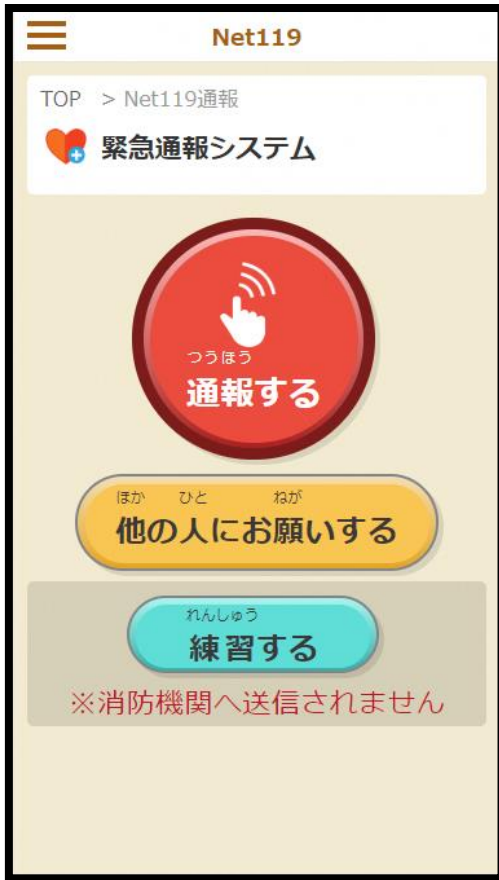 Net119
TOP > Net119通報
緊急通報システム
つうほう
通報する
ほか ひと ねが
他の人にお願いする
れんしゅう
練習する
※消防機関へ送信されません